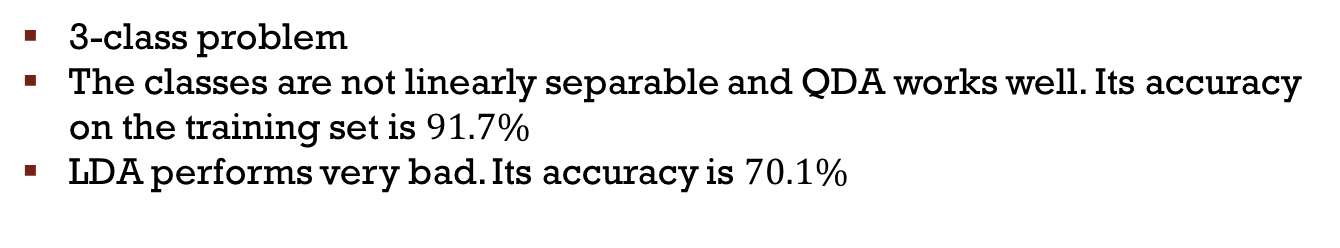 ▪ 3-class problem
▪ The classes are not linearly separable and QDA works well. Its accuracy
on the training set is 91.7%
▪ LDA performs very bad. Its accuracy is 70.1%